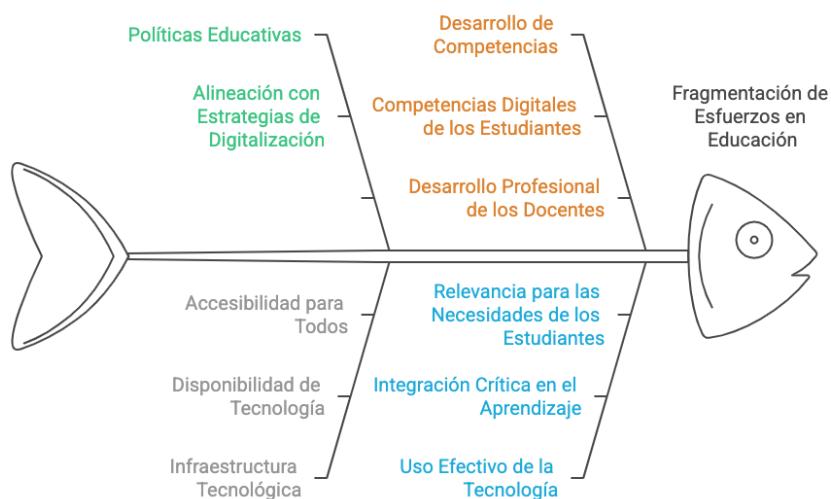 Políticas Educativas
Alineación con
Estrategias de
Digitalización
Desarrollo de
Competencias
Competencias Digitales
de los Estudiantes
Desarrollo Profesional
de los Docentes
Fragmentación de
Esfuerzos en
Educación
Accesibilidad para
Todos
Disponibilidad de
Tecnología
Infraestructura
Tecnológica
Relevancia para las
Necesidades de los
Estudiantes
Integración Crítica en el
Aprendizaje
Uso Efectivo de la
Tecnología